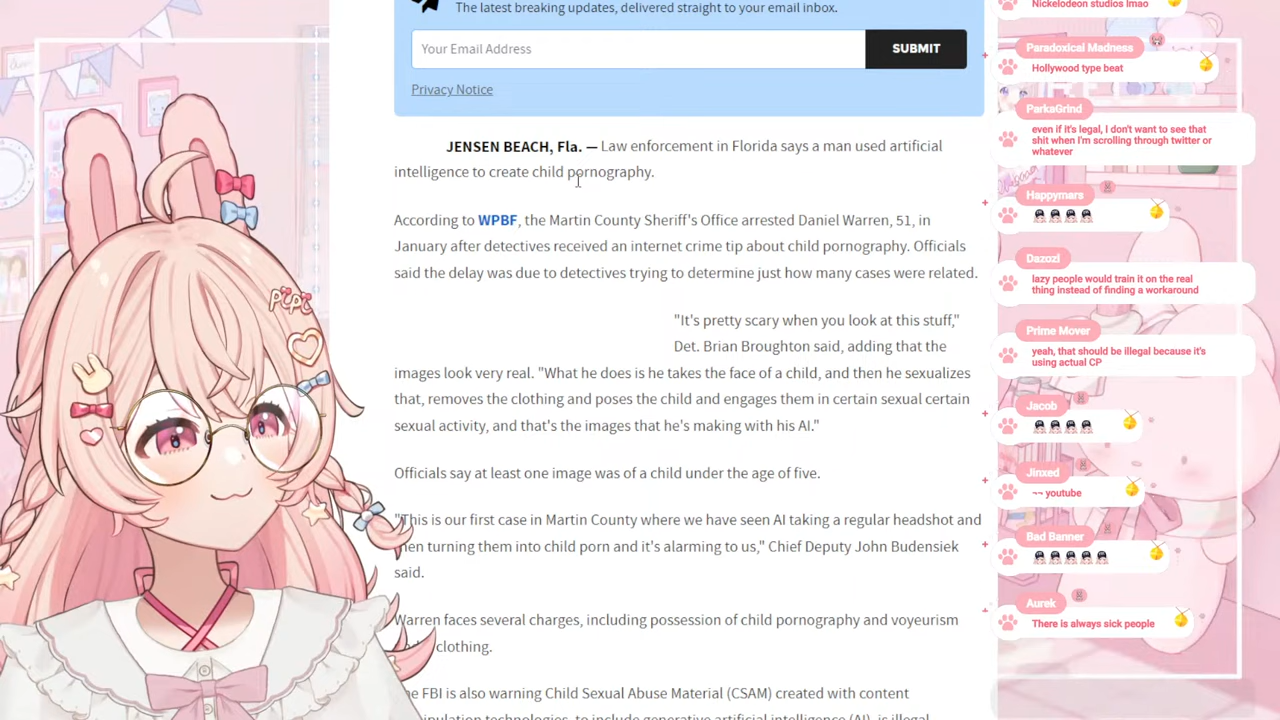 The latest breaking updates, delivered straight to your email inbox.
Your Email Address
SUBMIT
Privacy Notice
JENSEN BEACH, Fla. — Law enforcement in Florida says a man used artificial
intelligence to create child pornography.
According to WPBF, the Martin County Sheriff's Office arrested Daniel Warren, 51, in
January after detectives received an internet crime tip about child pornography. Officials
said the delay was due to detectives trying to determine just how many cases were related.
"It's pretty scary when you look at this stuff,"
Det. Brian Broughton said, adding that the
images look very real. "What he does is he takes the face of a child, and then he sexualizes
that, removes the clothing and poses the child and engages them in certain sexual certain
sexual activity, and that's the images that he's making with his AI."
Officials say at least one image was of a child under the age of five.
"This is our first case in Martin County where we have seen AI taking a regular headshot and
then turning them into child porn and it's alarming to us," Chief Deputy John Budensiek
said.
Warren faces several charges, including possession of child pornography and voyeurism
clothing.
The FBI is also warning Child Sexual Abuse Material (CSAM) created with content
technologies, to include generative artificial intelligence (AI), is illegal
pipi
Nickelodeon studios lmao
Paradoxical Madness
Hollywood type beat
ParkaGrind
even if it's legal, I don't want to see that
shit when I'm scrolling through twitter or
whatever
Happymars
Dazozi
lazy people would train it on the real
thing instead of finding a workaround
Prime Mover
yeah, that should be illegal because it's
using actual CP
Jacob
Jinxed
¬¬ youtube
Bad Banner
Aurek
There is always sick people